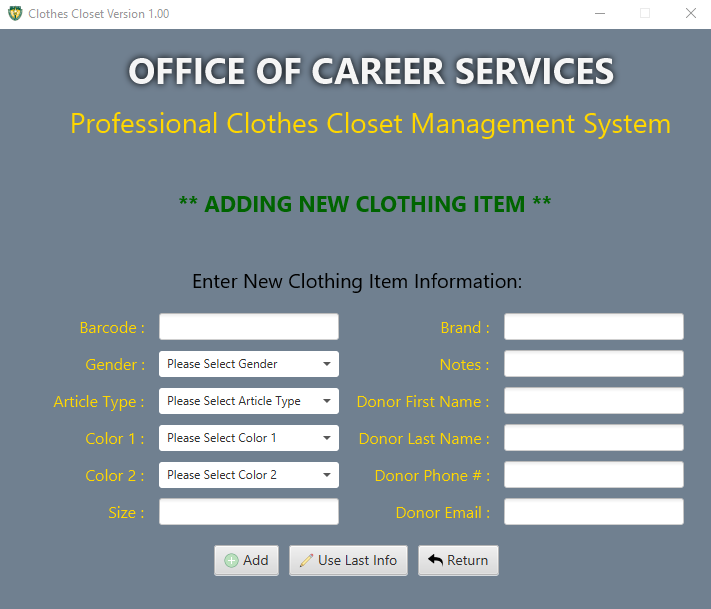 Clothes Closet Version 1.00
OFFICE OF CAREER SERVICES
Professional Clothes Closet Management System
** ADDING NEW CLOTHING ITEM **
Enter New Clothing Item Information:
Barcode :
Brand :
Gender : Please Select Gender
Notes :
Article Type : Please Select Article Type
Donor First Name :
Color 1 : Please Select Color 1
Donor Last Name :
Color 2 : Please Select Color 2
Donor Phone # :
Size :
Donor Email :
Add Use Last Info Return